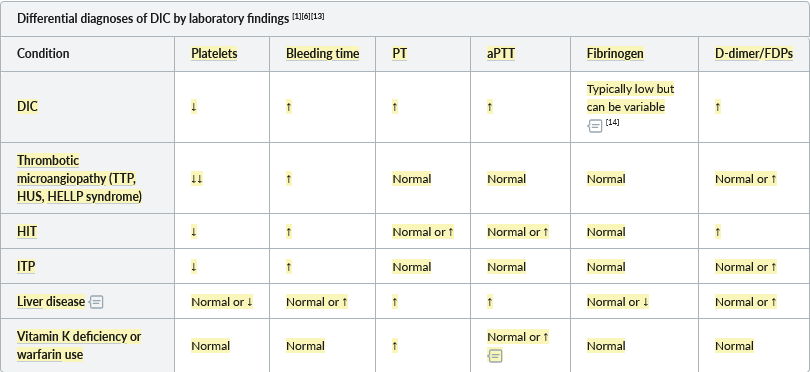 Differential diagnoses of DIC by laboratory findings [1][6][13]
Condition Platelets Bleeding time PT aPTT Fibrinogen D-dimer/FDPs
DIC ↓ ↑ ↑ ↑ Typically low but
can be variable
[14] ↑
Thrombotic
microangiopathy (TTP,
HUS, HELLP syndrome) ↓↓ ↑ Normal Normal Normal Normal or ↑
HIT ↓ ↑ Normal or ↑ Normal or ↑ Normal ↑
ITP ↓ ↑ Normal Normal Normal Normal or ↑
Liver disease Normal or ↓ Normal or ↑ ↑ ↑ Normal or ↓ Normal or ↑
Vitamin K deficiency or
warfarin use Normal Normal ↑ Normal or ↑ Normal Normal